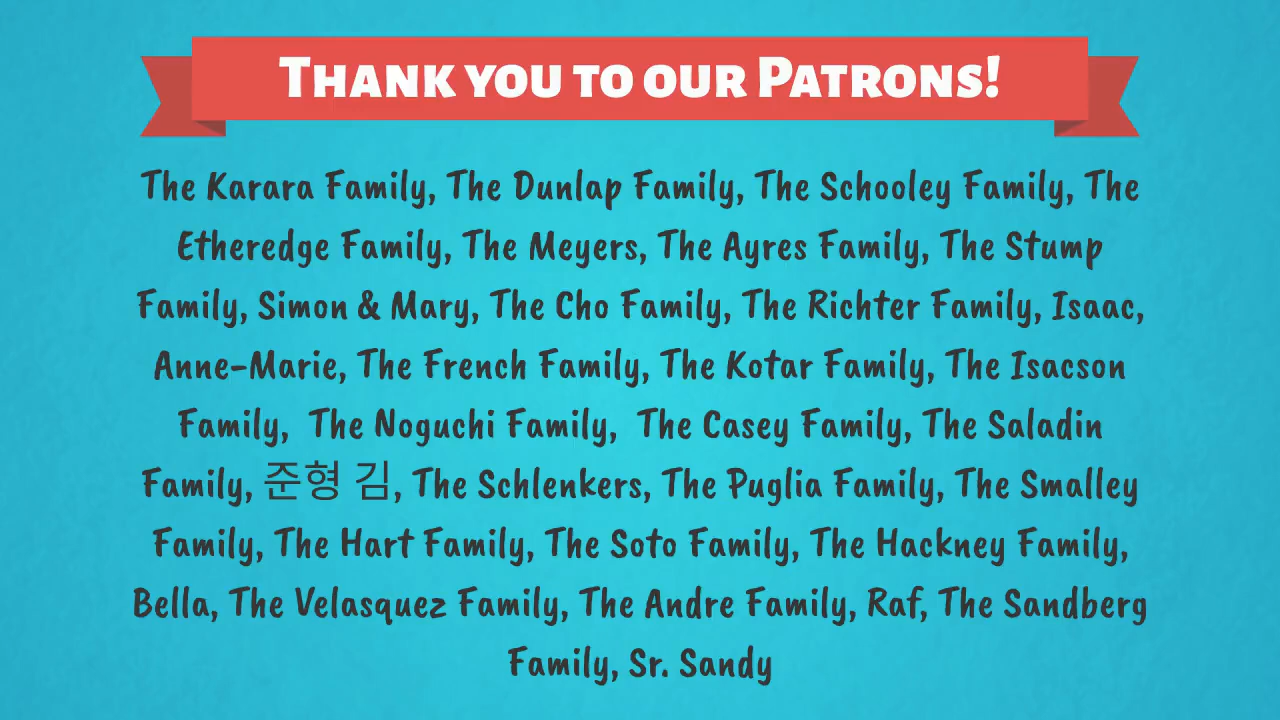 Thank you to our Patrons!
The Karara Family, The Dunlap Family, The Schooley Family, The
Etheredge Family, The Meyers, The Ayres Family, The Stump
Family, Simon & Mary, The Cho Family, The Richter Family, Isaac,
Anne-Marie, The French Family, The Kotar Family, The Isacson
Family, The Noguchi Family, The Casey Family, The Saladin
Family, 준형 김, The Schlenkers, The Puglia Family, The Smalley
Family, The Hart Family, The Soto Family, The Hackney Family,
Bella, The Velasquez Family, The Andre Family, Raf, The Sandberg
Family, Sr. Sandy